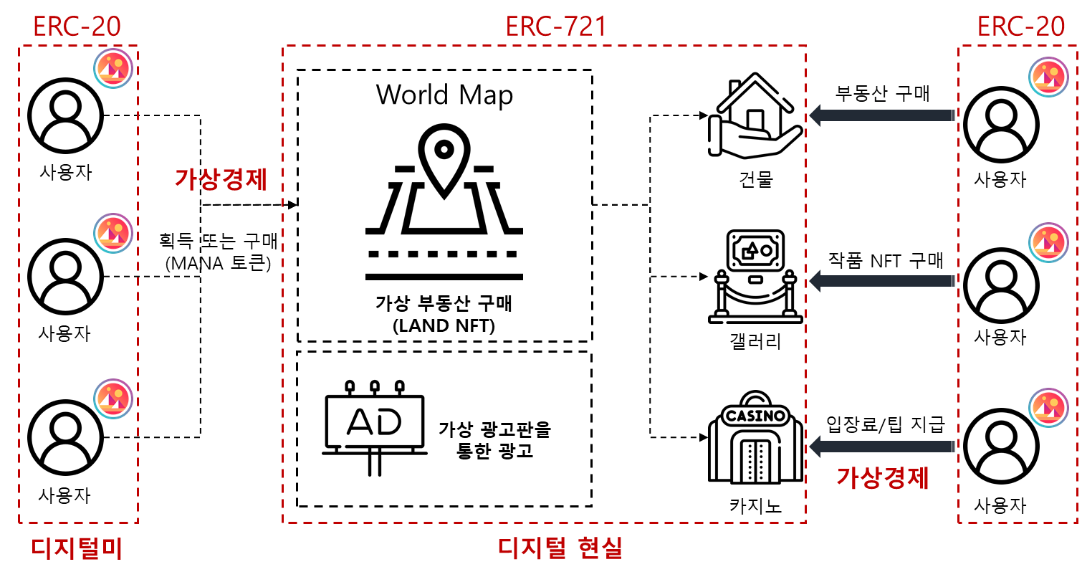 ERC-20
ERC-721
ERC-20
사용자
사용자
사용자
디지털미
가상경제
획득 또는 구매
(MANA 토큰)
World Map
가상 부동산 구매
(LAND NFT)
AD
가상 광고판을
통한 광고
디지털 현실
건물
갤러리
CASINO
카지노
부동산 구매
작품 NFT 구매
입장료/팁 지급
가상경제
사용자
사용자
사용자